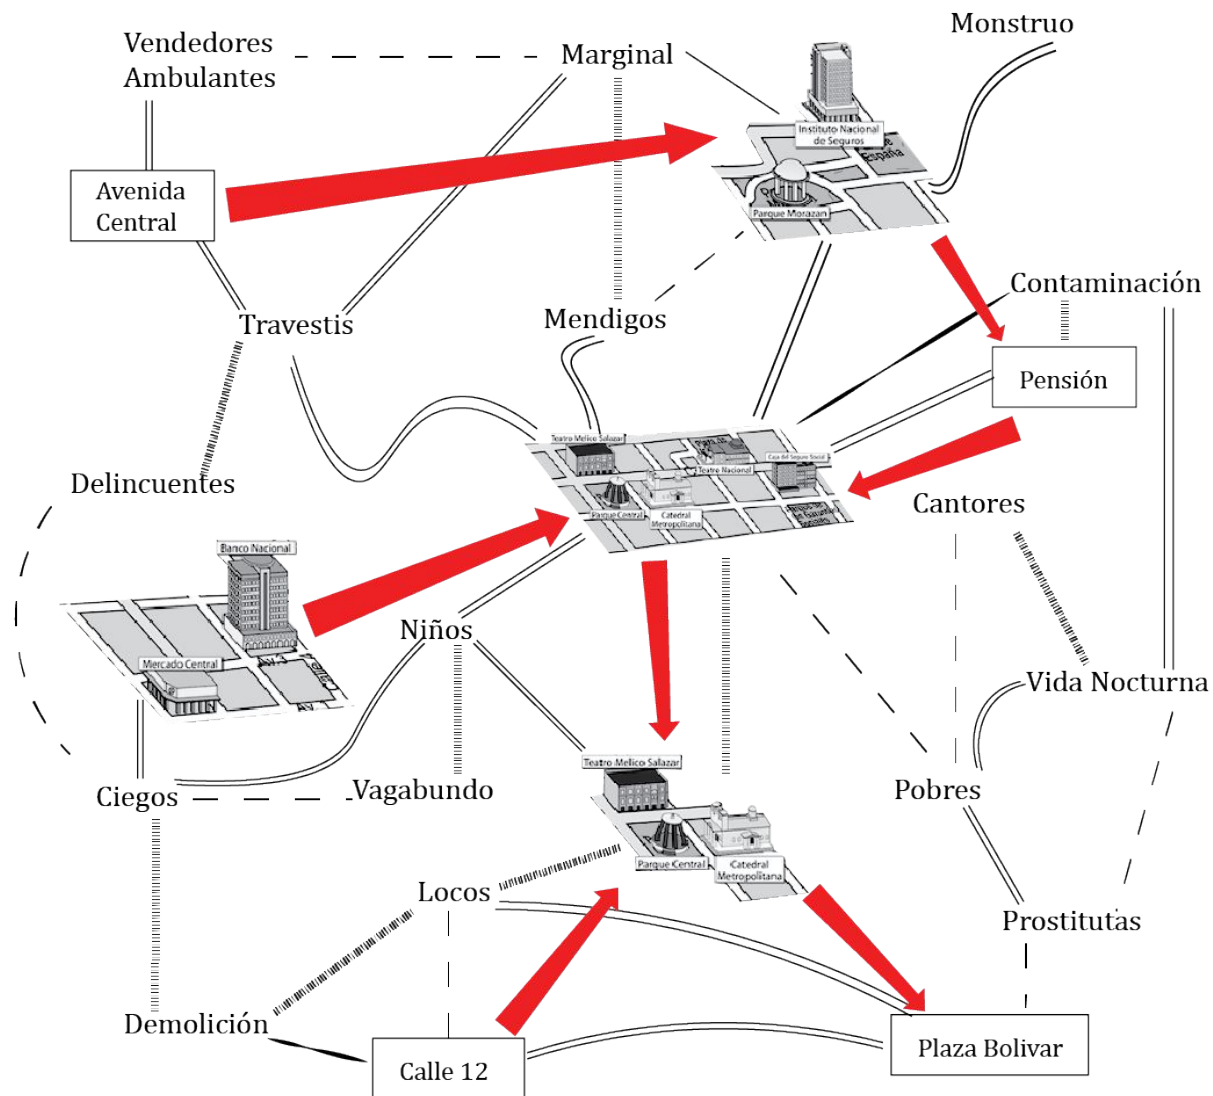 Monstruo
Vendedores
Ambulantes
Marginal
Instituto Nacional
de Seguros
España
Avenida
Central
Parque Morazan
Contaminación
Travestis
Mendigos
Pensión
Teatro Melico Salazar
Teatro Nacional
Caja del Seguro Social
Parque Central
Catedral
Metropolitana
Delincuentes
Cantores
Banco Nacional
Mercado Central
Niños
Vida Nocturna
Teatro Melico Salazar
Ciegos
Vagabundo
Pobres
Parque Central
Catedral
Metropolitana
Locos
Prostitutas
Demolición
Calle 12
Plaza Bolivar